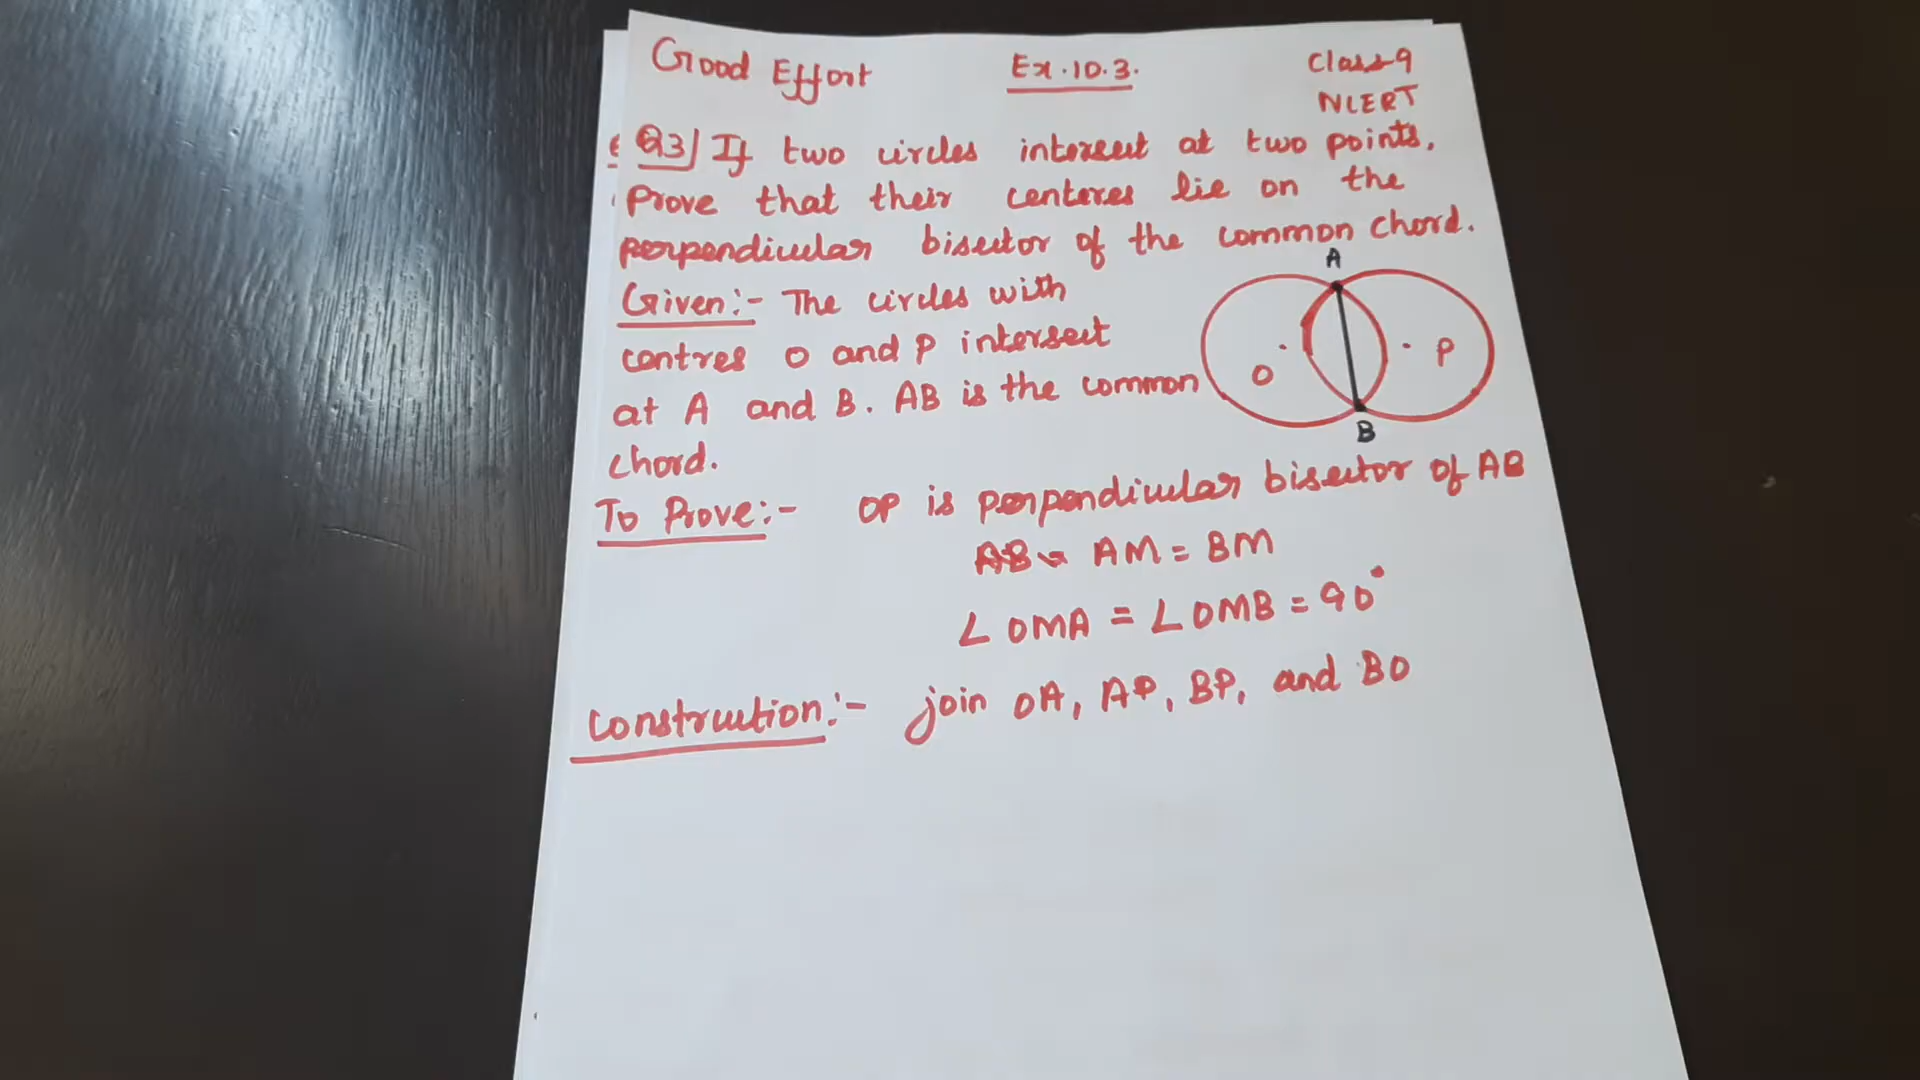 Good Effort Ex.10.3. Class-9
NCERT
Q3) If two circles intersect at two points,
Prove that their centeres lie on the
perpendicular bisector of the common chord.
A
Given:- The circles with
centres O and P intersect
O P
at A and B. AB is the common
B
chord.
To Prove:- OP is perpendicular bisector of AB
AM = BM
∠OMA = ∠OMB = 90°
construction:- join OA, AP, BP, and BO